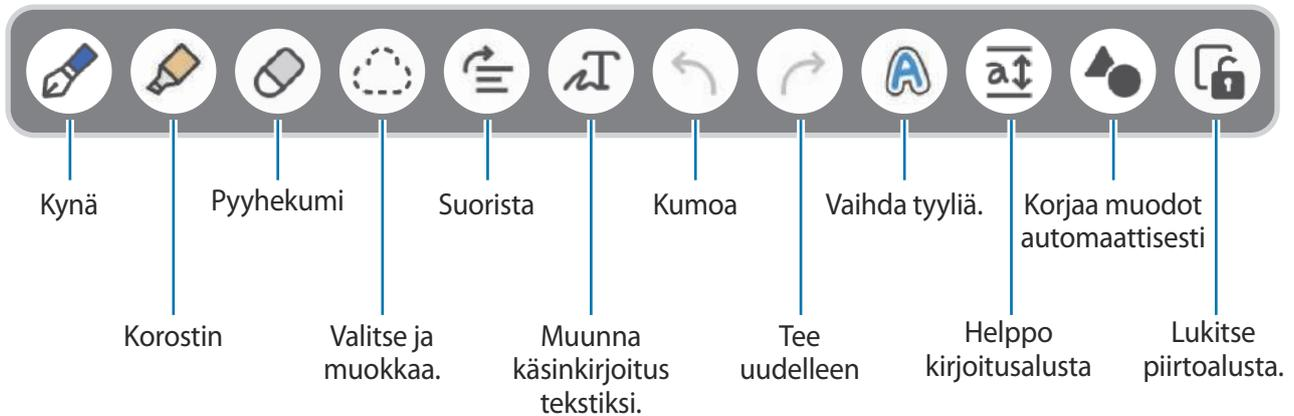 Kynä
Pyyhekumi
Suorista
Kumoa
Vaihda tyyliä.
Korjaa muodot
automaattisesti
Korostin
Valitse ja
muokkaa.
Muunna
käsinkirjoitus
tekstiksi.
Tee
uudelleen
Helppo
kirjoitusalusta
Lukitse
piirtoalusta.